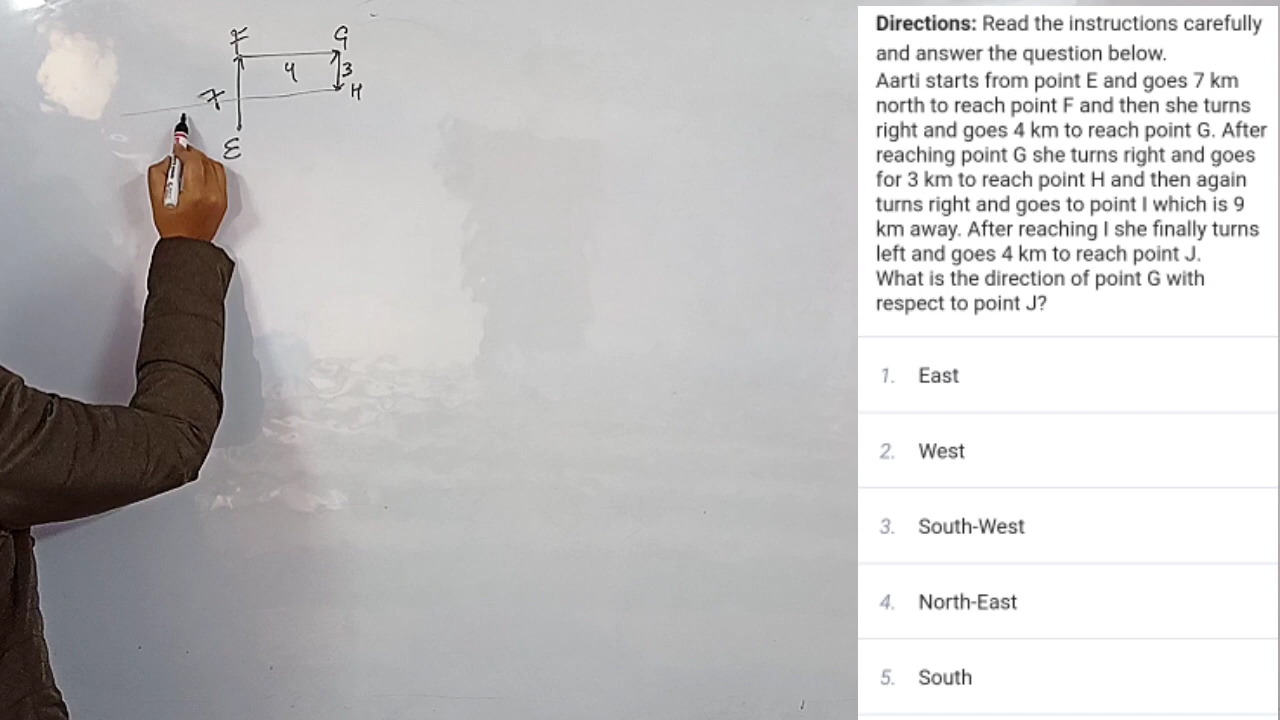 F G
4 3
7 H
E
Directions: Read the instructions carefully
and answer the question below.
Aarti starts from point E and goes 7 km
north to reach point F and then she turns
right and goes 4 km to reach point G. After
reaching point G she turns right and goes
for 3 km to reach point H and then again
turns right and goes to point I which is 9
km away. After reaching I she finally turns
left and goes 4 km to reach point J.
What is the direction of point G with
respect to point J?
1. East
2. West
3. South-West
4. North-East
5. South